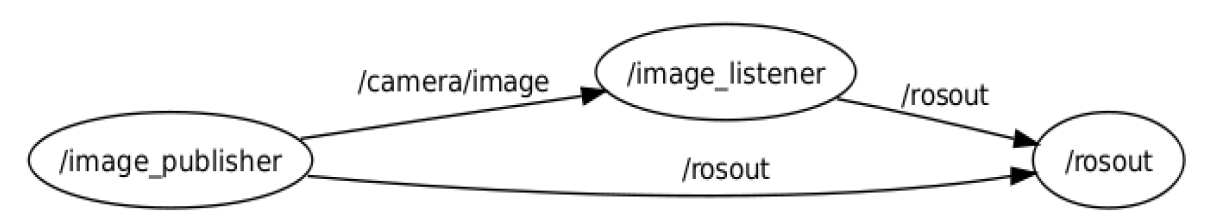 /camera/image
/image_listener
/rosout
/image_publisher
/rosout
/rosout